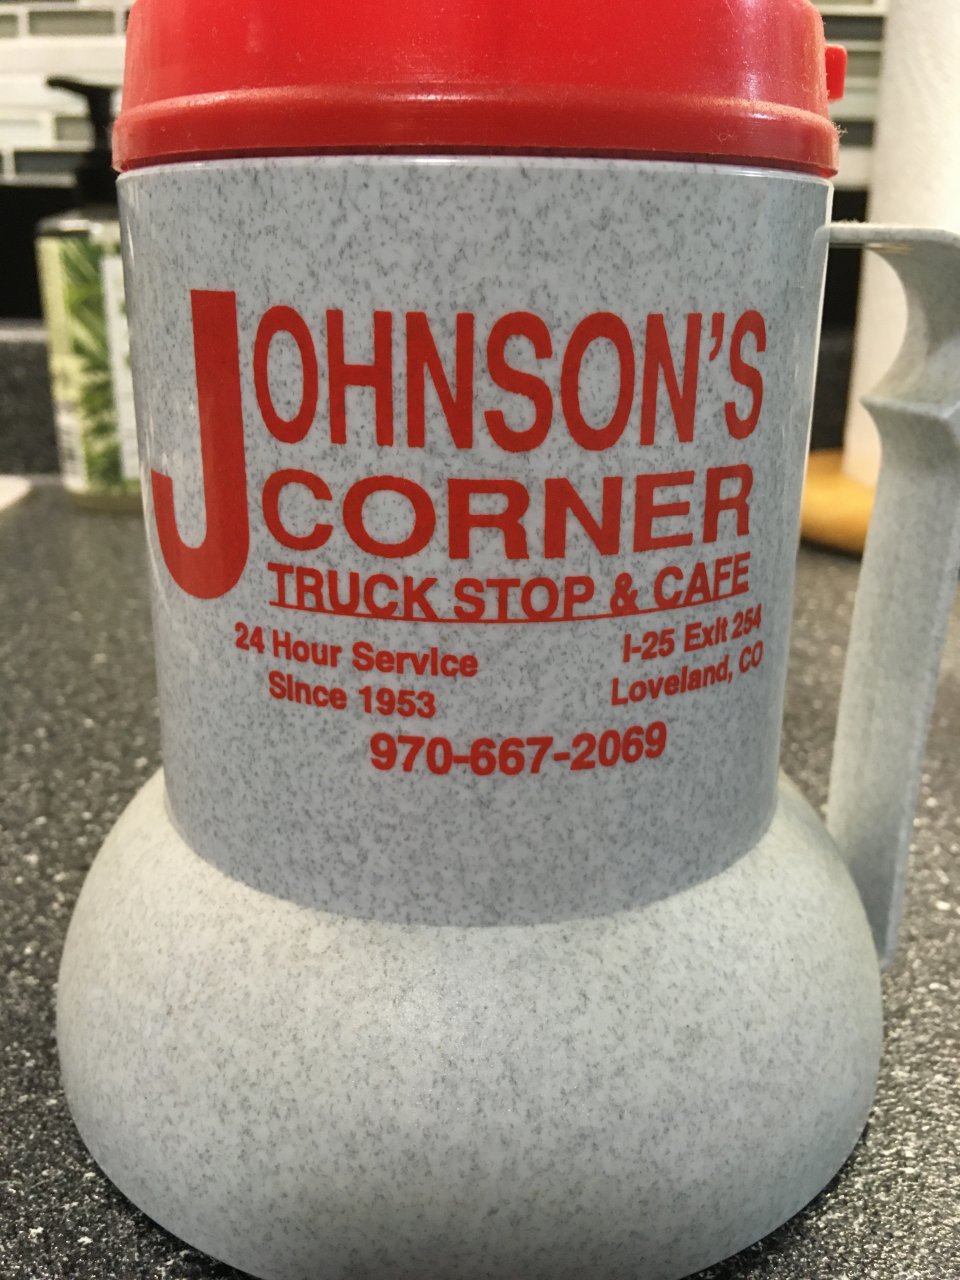 JOHNSON'S
CORNER
TRUCK STOP & CAFE
24 Hour Service
Since 1953
I-25 Exit 254
Loveland, CO
970-667-2069